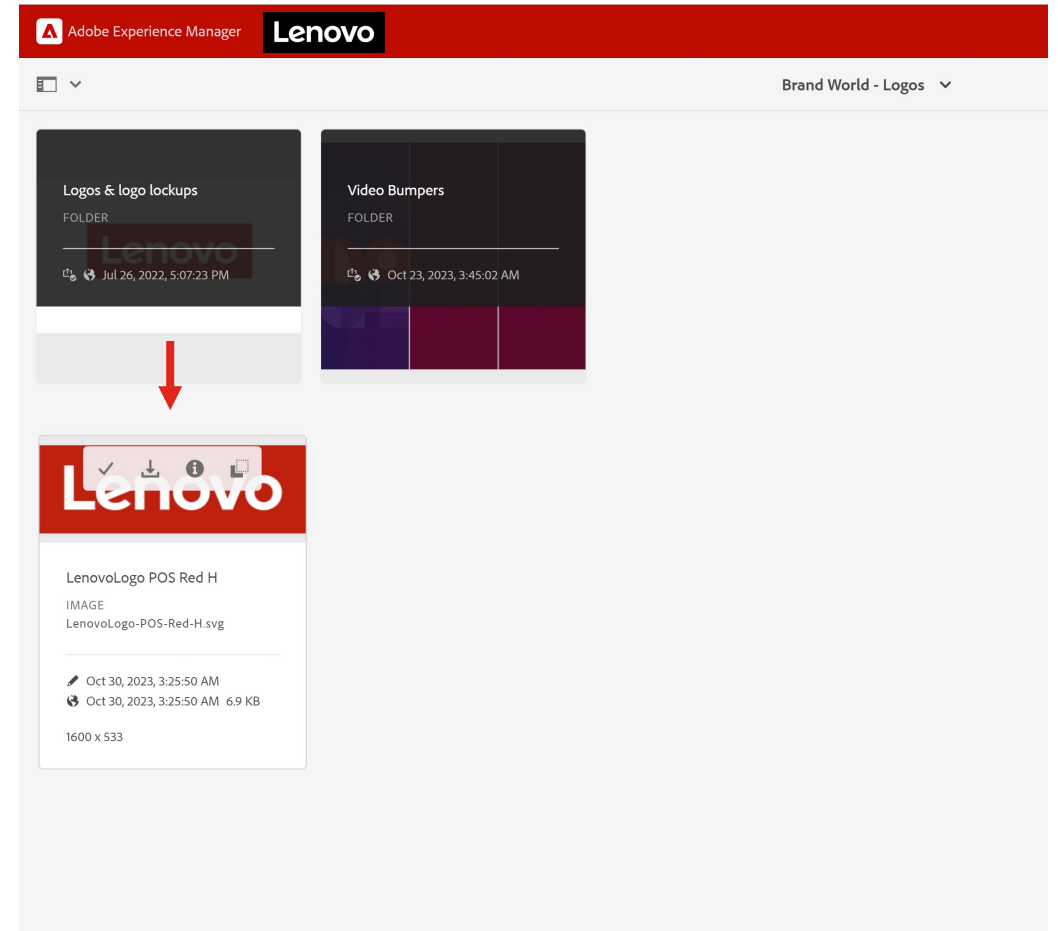 Adobe Experience Manager
Lenovo
Brand World - Logos
Logos & logo lockups
FOLDER
Lenovo
Jul 26, 2022, 5:07:23 PM
Video Bumpers
FOLDER
Oct 23, 2023, 3:45:02 AM
Lenovo
LenovoLogo POS Red H
IMAGE
LenovoLogo-POS-Red-H.svg
Oct 30, 2023, 3:25:50 AM
Oct 30, 2023, 3:25:50 AM 6.9 KB
1600 x 533